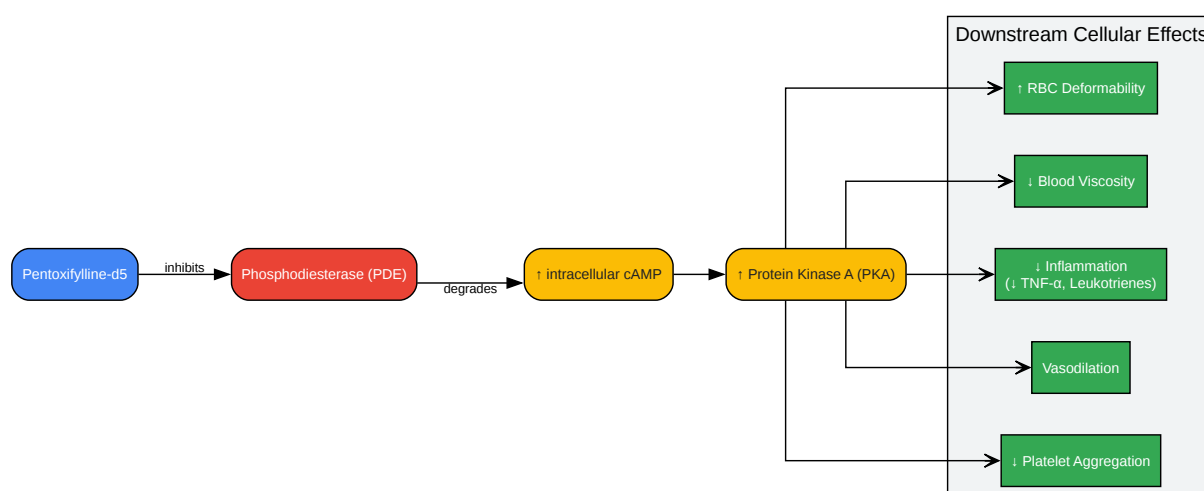 Downstream Cellular Effects
↑ RBC Deformability
↓ Blood Viscosity
Pentoxifylline-d5
inhibits
Phosphodiesterase (PDE)
degrades
↑ intracellular cAMP
↑ Protein Kinase A (PKA)
↓ Inflammation
(↓ TNF-α, Leukotrienes)
Vasodilation
↓ Platelet Aggregation